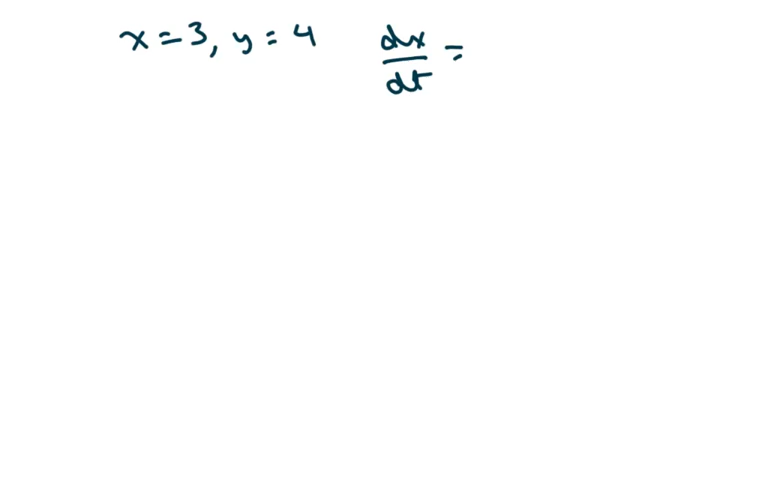 x = 3, y = 4 dx/dt =